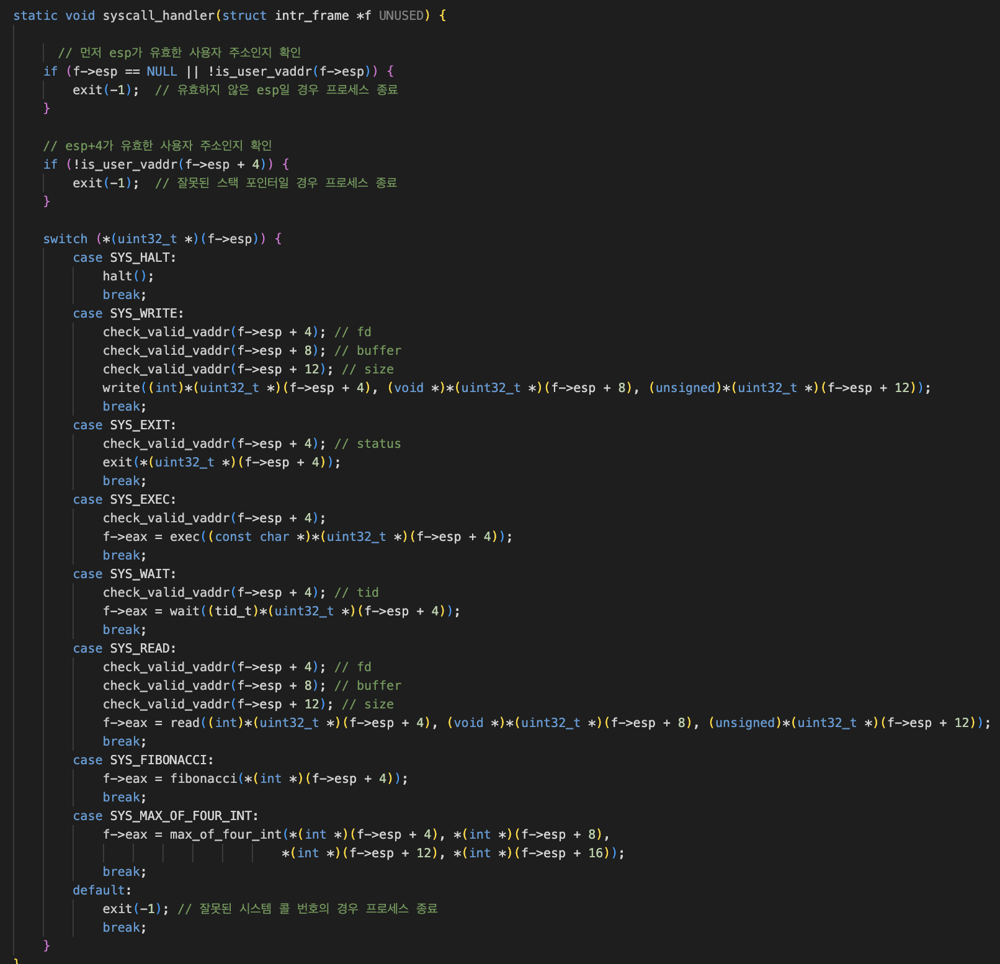 static void syscall_handler(struct intr_frame *f UNUSED) {
// 먼저 esp가 유효한 사용자 주소인지 확인
if (f->esp == NULL || !is_user_vaddr(f->esp)) {
exit(-1);  // 유효하지 않은 esp일 경우 프로세스 종료
}
// esp+4가 유효한 사용자 주소인지 확인
if (!is_user_vaddr(f->esp + 4)) {
exit(-1);  // 잘못된 스택 포인터일 경우 프로세스 종료
}
switch (*(uint32_t *)(f->esp)) {
case SYS_HALT:
halt();
break;
case SYS_WRITE:
check_valid_vaddr(f->esp + 4); // fd
check_valid_vaddr(f->esp + 8); // buffer
check_valid_vaddr(f->esp + 12); // size
write((int)*(uint32_t *)(f->esp + 4), (void *)*(uint32_t *)(f->esp + 8), (unsigned)*(uint32_t *)(f->esp + 12));
break;
case SYS_EXIT:
check_valid_vaddr(f->esp + 4); // status
exit(*(uint32_t *)(f->esp + 4));
break;
case SYS_EXEC:
check_valid_vaddr(f->esp + 4);
f->eax = exec((const char *)*(uint32_t *)(f->esp + 4));
break;
case SYS_WAIT:
check_valid_vaddr(f->esp + 4); // tid
f->eax = wait((tid_t)*(uint32_t *)(f->esp + 4));
break;
case SYS_READ:
check_valid_vaddr(f->esp + 4); // fd
check_valid_vaddr(f->esp + 8); // buffer
check_valid_vaddr(f->esp + 12); // size
f->eax = read((int)*(uint32_t *)(f->esp + 4), (void *)*(uint32_t *)(f->esp + 8), (unsigned)*(uint32_t *)(f->esp + 12));
break;
case SYS_FIBONACCI:
f->eax = fibonacci(*(int *)(f->esp + 4));
break;
case SYS_MAX_OF_FOUR_INT:
f->eax = max_of_four_int(*(int *)(f->esp + 4), *(int *)(f->esp + 8),
*(int *)(f->esp + 12), *(int *)(f->esp + 16));
break;
default:
exit(-1); // 잘못된 시스템 콜 번호의 경우 프로세스 종료
break;
}
}